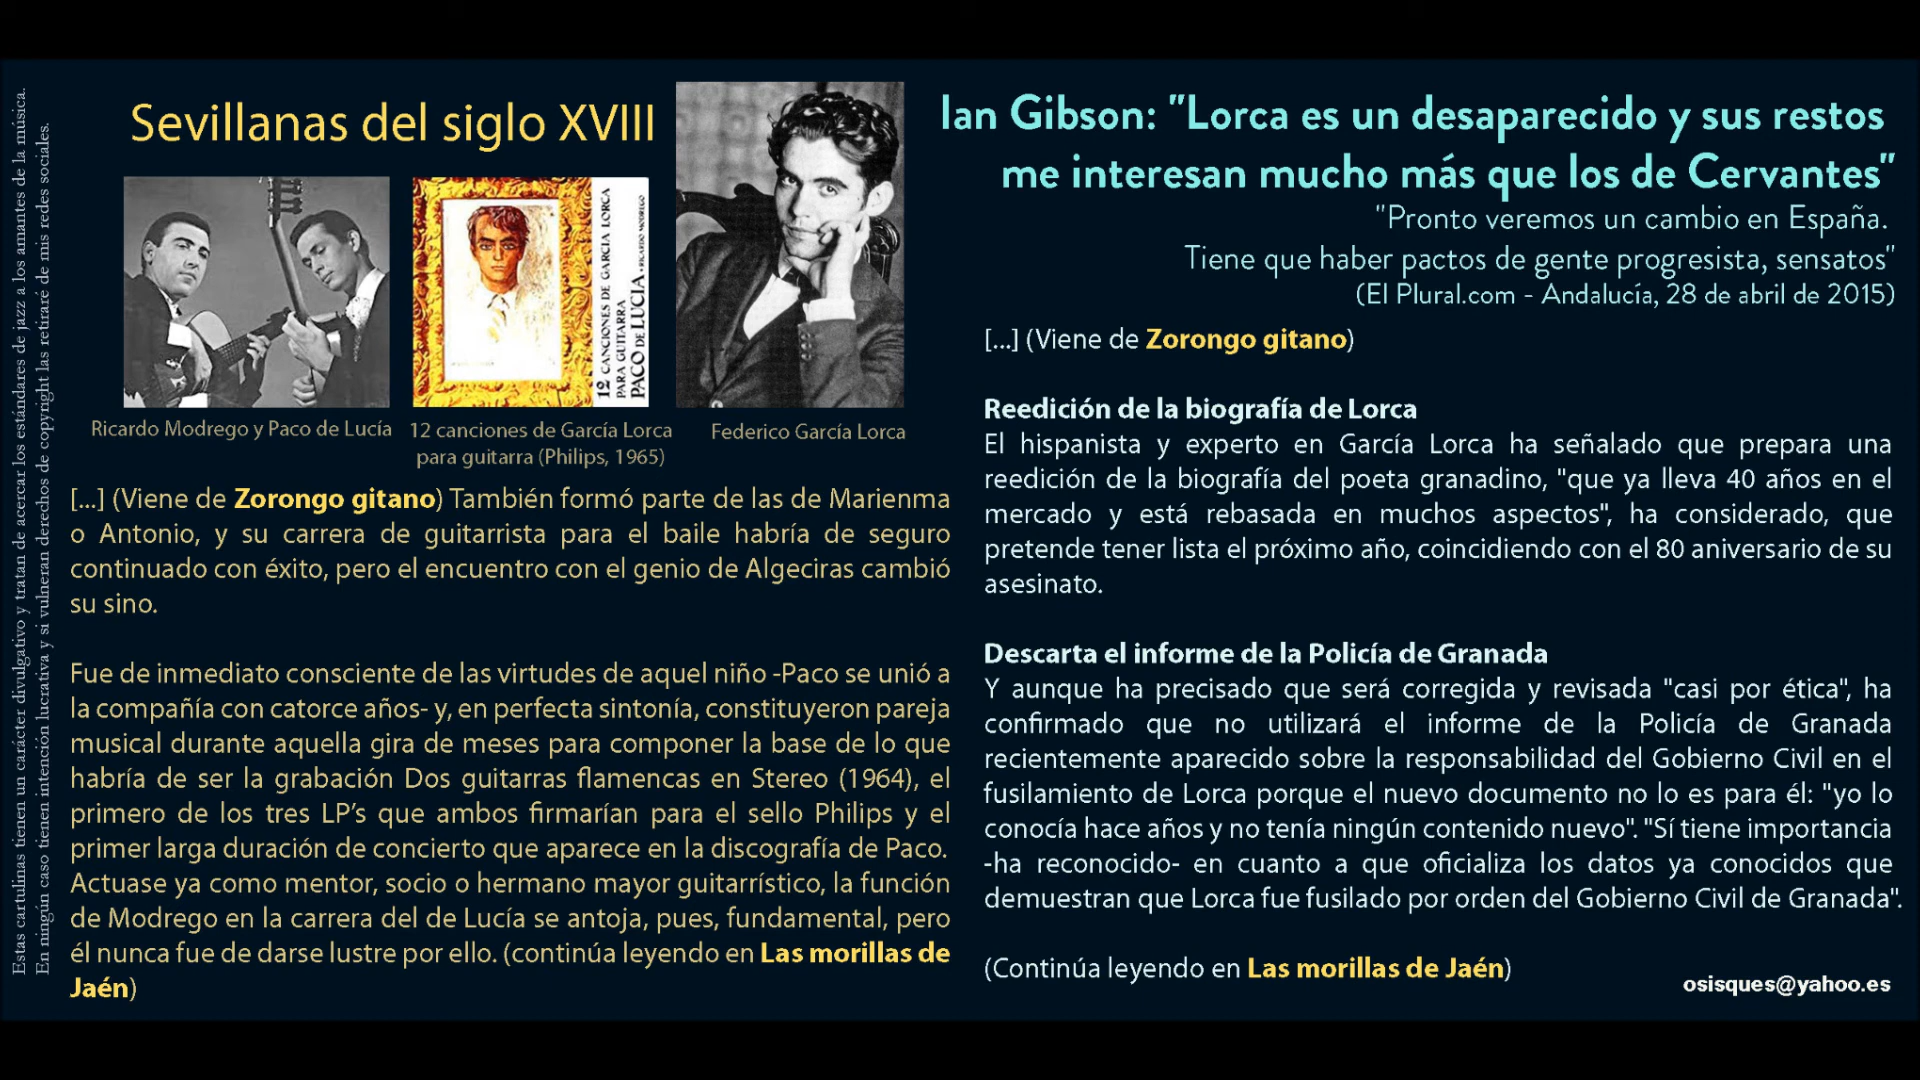 Estas cartulinas tienen un carácter divulgativo y tratan de acercar los estándares de jazz a los amantes de la música.
En ningún caso tienen intención lucrativa y si vulneran derechos de copyright las retiraré de mis redes sociales.
Sevillanas del siglo XVIII
12 CANCIONES DE GARCIA LORCA
PARA GUITARRA
PACO DE LUCIA • RICARDO MODREGO
Ricardo Modrego y Paco de Lucía
12 canciones de García Lorca
para guitarra (Philips, 1965)
Federico García Lorca
[...] (Viene de Zorongo gitano) También formó parte de las de Marienma
o Antonio, y su carrera de guitarrista para el baile habría de seguro
continuado con éxito, pero el encuentro con el genio de Algeciras cambió
su sino.
Fue de inmediato consciente de las virtudes de aquel niño -Paco se unió a
la compañía con catorce años- y, en perfecta sintonía, constituyeron pareja
musical durante aquella gira de meses para componer la base de lo que
habría de ser la grabación Dos guitarras flamencas en Stereo (1964), el
primero de los tres LP’s que ambos firmarían para el sello Philips y el
primer larga duración de concierto que aparece en la discografía de Paco.
Actuase ya como mentor, socio o hermano mayor guitarrístico, la función
de Modrego en la carrera del de Lucía se antoja, pues, fundamental, pero
él nunca fue de darse lustre por ello. (continúa leyendo en Las morillas de
Jaén)
Ian Gibson: "Lorca es un desaparecido y sus restos
me interesan mucho más que los de Cervantes"
"Pronto veremos un cambio en España.
Tiene que haber pactos de gente progresista, sensatos"
(El Plural.com - Andalucía, 28 de abril de 2015)
[...] (Viene de Zorongo gitano)
Reedición de la biografía de Lorca
El hispanista y experto en García Lorca ha señalado que prepara una
reedición de la biografía del poeta granadino, "que ya lleva 40 años en el
mercado y está rebasada en muchos aspectos", ha considerado, que
pretende tener lista el próximo año, coincidiendo con el 80 aniversario de su
asesinato.
Descarta el informe de la Policía de Granada
Y aunque ha precisado que será corregida y revisada "casi por ética", ha
confirmado que no utilizará el informe de la Policía de Granada
recientemente aparecido sobre la responsabilidad del Gobierno Civil en el
fusilamiento de Lorca porque el nuevo documento no lo es para él: "yo lo
conocía hace años y no tenía ningún contenido nuevo". "Sí tiene importancia
-ha reconocido- en cuanto a que oficializa los datos ya conocidos que
demuestran que Lorca fue fusilado por orden del Gobierno Civil de Granada".
(Continúa leyendo en Las morillas de Jaén)
osisques@yahoo.es